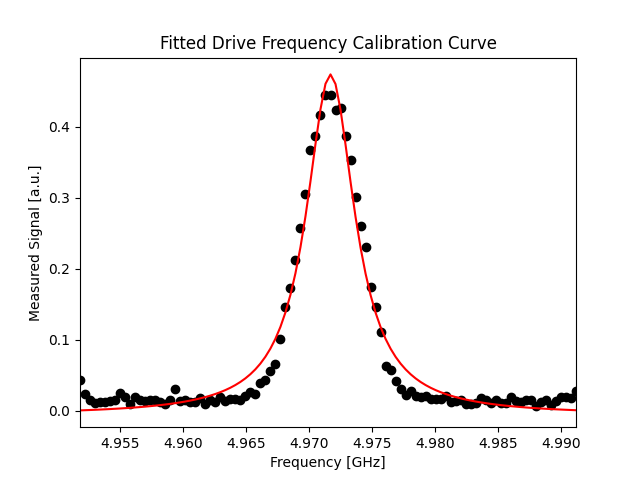 Fitted Drive Frequency Calibration Curve
Measured Signal [a.u.]
0.4
0.3
0.2
0.1
0.0
4.955 4.960 4.965 4.970 4.975 4.980 4.985 4.990
Frequency [GHz]